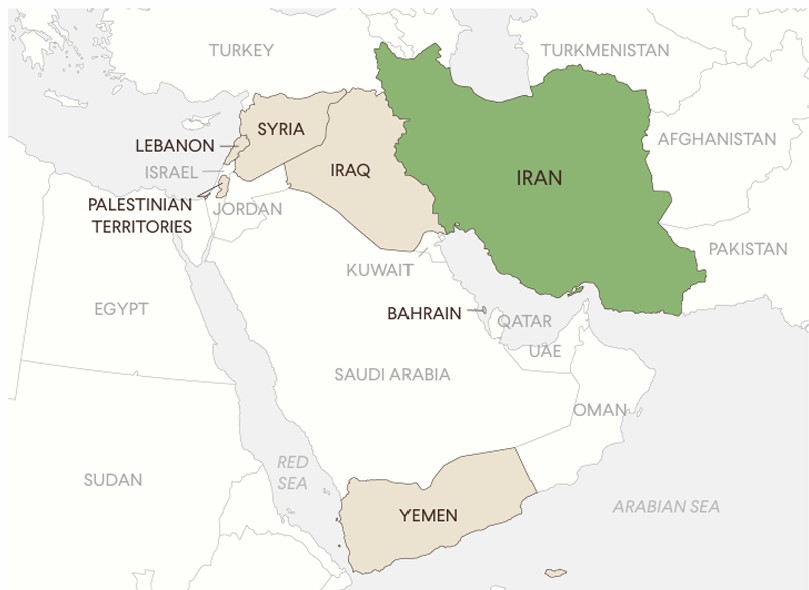 TURKEY
TURKMENISTAN
SYRIA
LEBANON
AFGHANISTAN
ISRAEL
IRAQ
IRAN
PALESTINIAN
TERRITORIES
JORDAN
PAKISTAN
KUWAIT
EGYPT
BAHRAIN
QATAR
UAE
SAUDI ARABIA
OMAN
RED
SEA
SUDAN
ARABIAN SEA
YEMEN